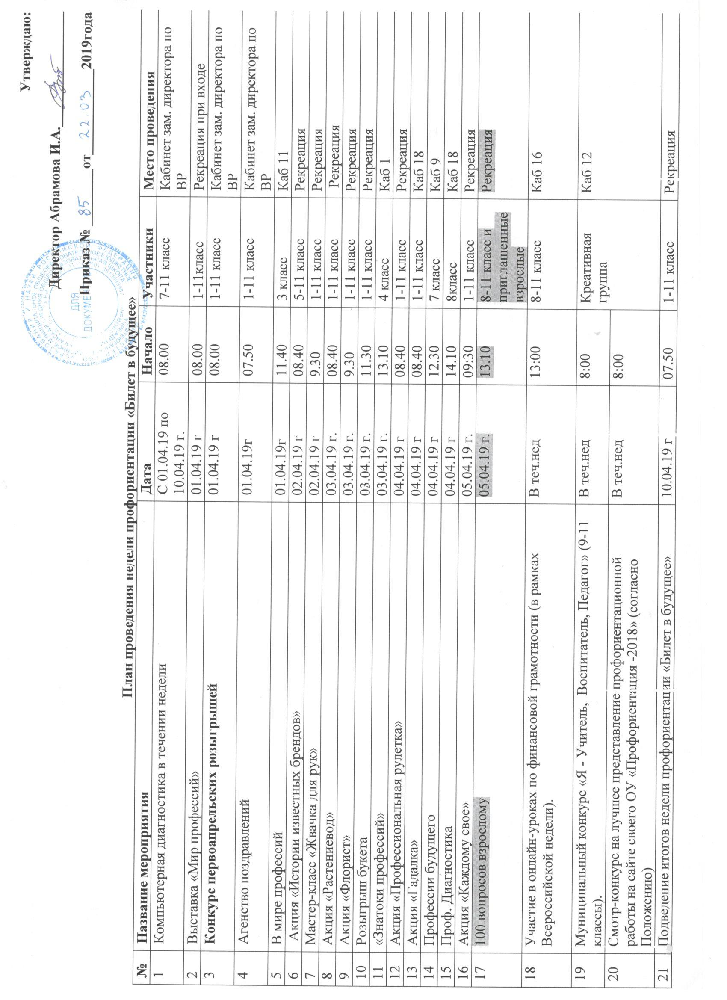 Утверждаю:
Директор Абрамова И.А.
Приказ № 85 от 22.03 2019года
ДЛЯ
План проведения недели профориентации «Билет в будущее»
№ Название мероприятия Дата Начало Участники Место проведения
1 Компьютерная диагностика в течении недели С 01.04.19 по 08.00 7-11 класс Кабинет зам. директора по
10.04.19 г. ВР
2 Выставка «Мир профессий» 01.04.19 г 08.00 1-11класс Рекреация при входе
3 Конкурс первоапрельских розыгрышей 01.04.19 г 08.00 1-11 класс Кабинет зам. директора по
ВР
4 Агенство поздравлений 01.04.19г 07.50 1-11 класс Кабинет зам. директора по
ВР
5 В мире профессий 01.04.19г 11.40 3 класс Каб 11
6 Акция «Истории известных брендов» 02.04.19 г 08.40 5-11 класс Рекреация
7 Мастер-класс «Жвачка для рук» 02.04.19 г 9.30 1-11 класс Рекреация
8 Акция «Растениевод» 03.04.19 г. 08.40 1-11 класс Рекреация
9 Акция «Флорист» 03.04.19 г. 9.30 1-11 класс Рекреация
10 Розыгрыш букета 03.04.19 г. 11.30 1-11 класс Рекреация
11 «Знатоки профессий» 03.04.19 г. 13.10 4 класс Каб 1
12 Акция «Профессиональная рулетка» 04.04.19 г 08.40 1-11 класс Рекреация
13 Акция «Гадалка» 04.04.19 г 08.40 1-11 класс Каб 18
14 Профессии будущего 04.04.19 г 12.30 7 класс Каб 9
15 Проф. Диагностика 04.04.19 г 14.10 8класс Каб 18
16 Акция «Каждому свое» 05.04.19 г. 09:30 1-11 класс Рекреация
17 100 вопросов взрослому 05.04.19 г. 13.10 8-11 класс и Рекреация
приглашенные
взрослые
18 Участие в онлайн-уроках по финансовой грамотности (в рамках В теч.нед 13:00 8-11 класс Каб 16
Всероссийской недели).
19 Муниципальный конкурс «Я - Учитель, Воспитатель, Педагог» (9-11 В теч.нед 8:00 Креативная Каб 12
классы). группа
20 Смотр-конкурс на лучшее представление профориентационной В теч.нед 8:00
работы на сайте своего ОУ «Профориентация -2018» (согласно
Положению)
21 Подведение итогов недели профориентации «Билет в будущее» 10.04.19 г 07.50 1-11 класс Рекреация